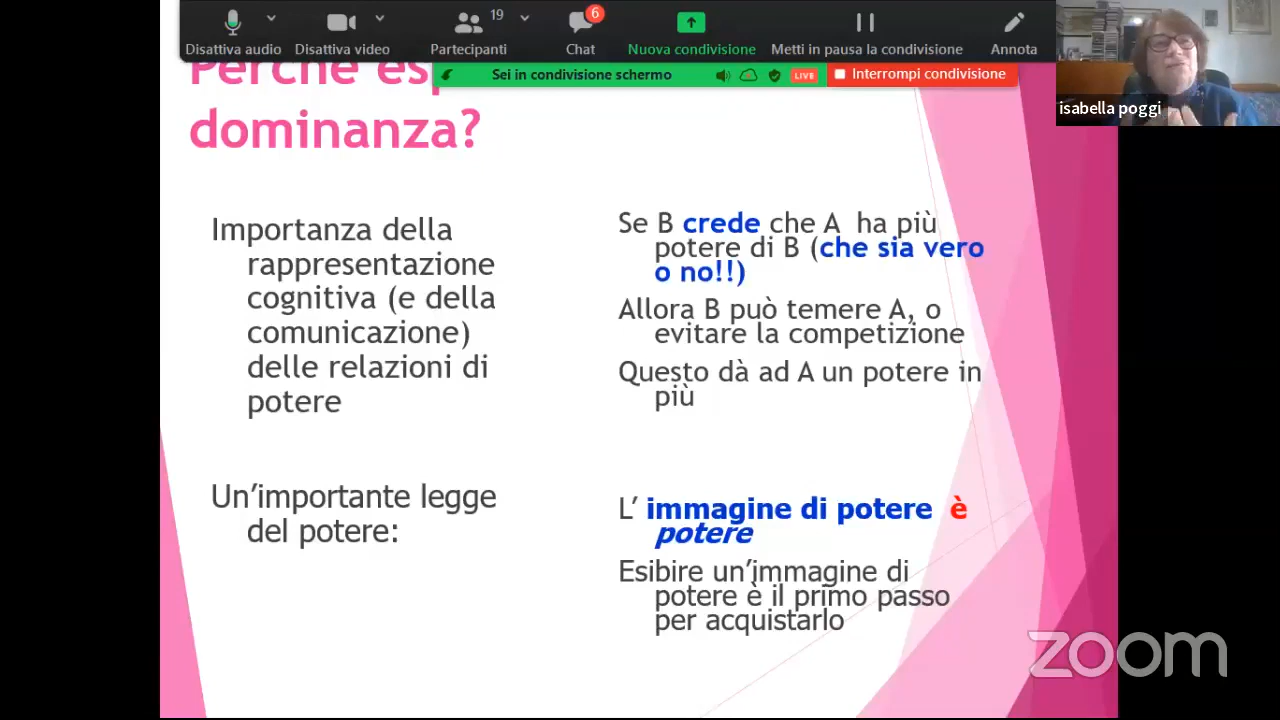 19
6
Disattiva audio
Disattiva video
Partecipanti
Chat
Nuova condivisione
Metti in pausa la condivisione
Annota
Sei in condivisione schermo
LIVE
Interrompi condivisione
isabella poggi
Perché
dominanza?
Importanza della
rappresentazione
cognitiva (e della
comunicazione)
delle relazioni di
potere
Un’importante legge
del potere:
Se B crede che A ha più
potere di B (che sia vero
o no!!)
Allora B può temere A, o
evitare la competizione
Questo dà ad A un potere in
più
L’ immagine di potere è
potere
Esibire un’immagine di
potere è il primo passo
per acquistarlo
zoom